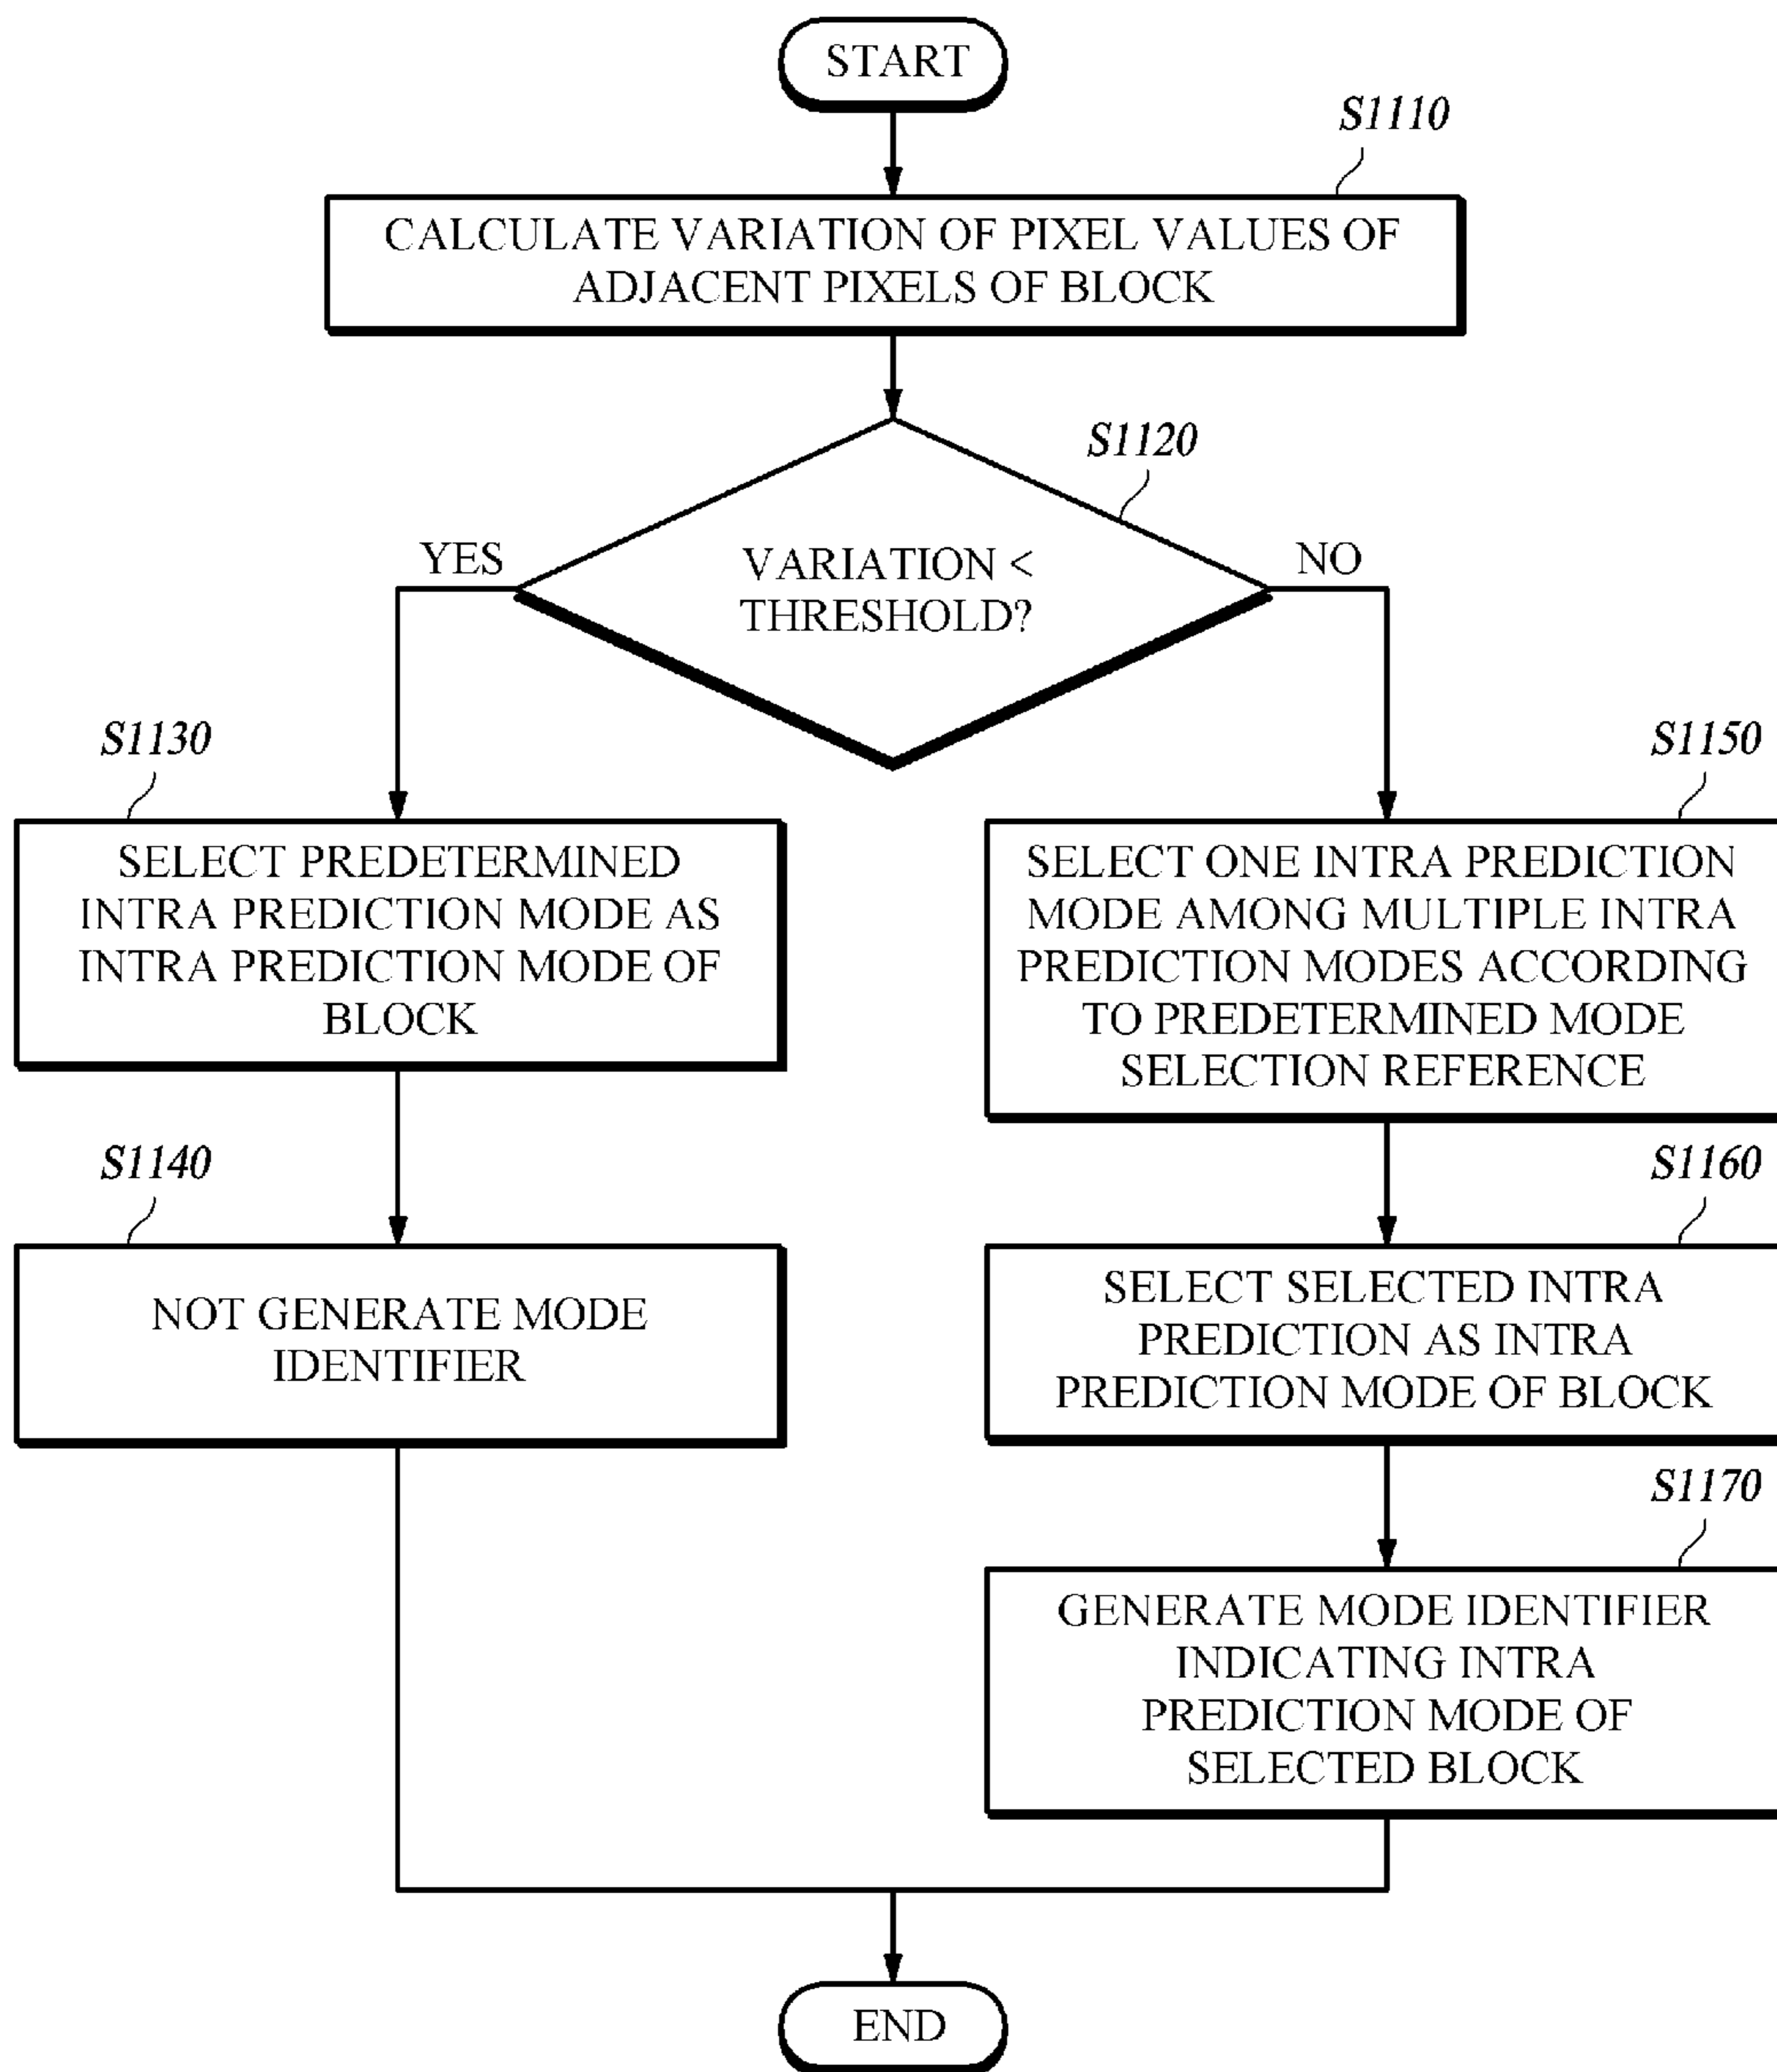 START
S1110
CALCULATE VARIATION OF PIXEL VALUES OF
ADJACENT PIXELS OF BLOCK
S1120
VARIATION <
THRESHOLD?
YES
NO
S1130
SELECT PREDETERMINED
INTRA PREDICTION MODE AS
INTRA PREDICTION MODE OF
BLOCK
S1140
NOT GENERATE MODE
IDENTIFIER
S1150
SELECT ONE INTRA PREDICTION
MODE AMONG MULTIPLE INTRA
PREDICTION MODES ACCORDING
TO PREDETERMINED MODE
SELECTION REFERENCE
S1160
SELECT SELECTED INTRA
PREDICTION AS INTRA
PREDICTION MODE OF BLOCK
S1170
GENERATE MODE IDENTIFIER
INDICATING INTRA
PREDICTION MODE OF
SELECTED BLOCK
END